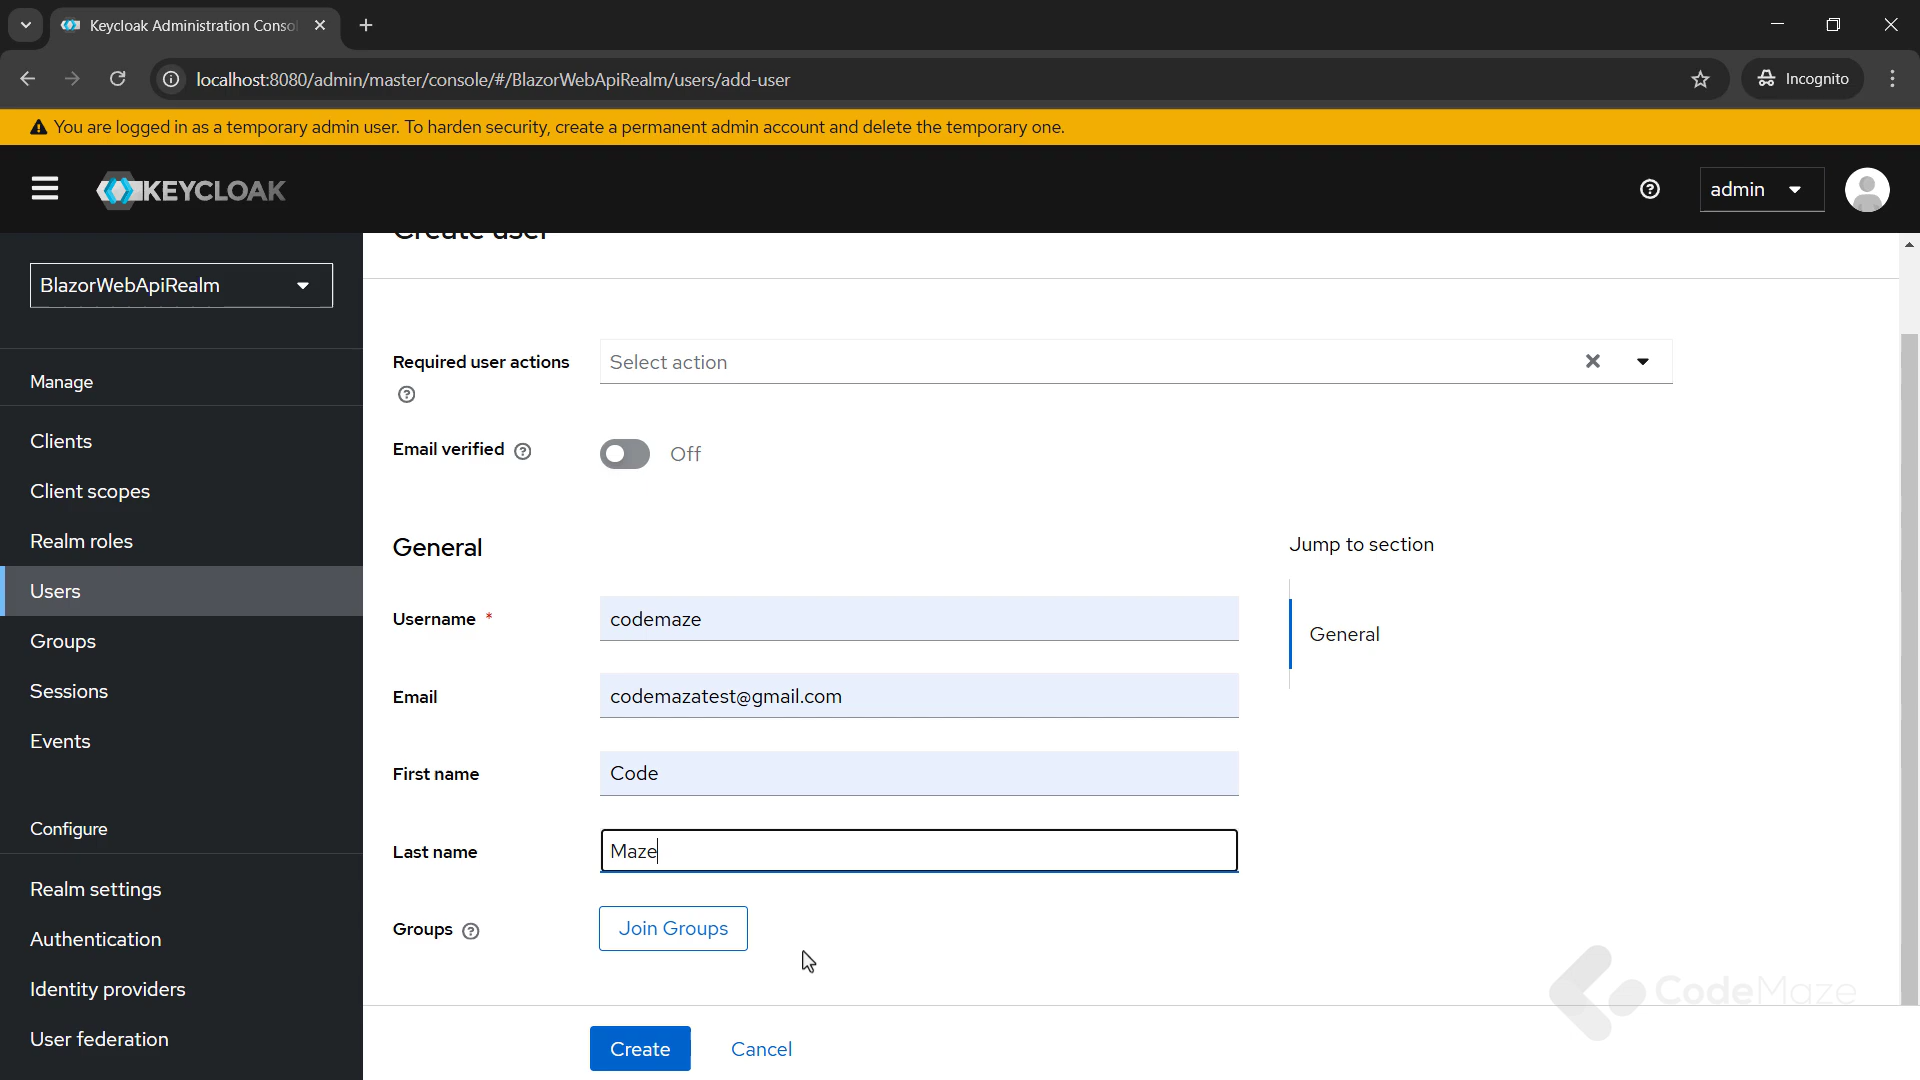 Keycloak Administration Conso
localhost:8080/admin/master/console/#/BlazorWebApiRealm/users/add-user
Incognito
You are logged in as a temporary admin user. To harden security, create a permanent admin account and delete the temporary one.
KEYCLOAK
admin
Create user
BlazorWebApiRealm
Manage
Clients
Client scopes
Realm roles
Users
Groups
Sessions
Events
Configure
Realm settings
Authentication
Identity providers
User federation
Required user actions
Select action
Email verified
Off
General
Username *
codemaze
Email
codemazatest@gmail.com
First name
Code
Last name
Maze
Groups
Join Groups
Jump to section
General
Create
Cancel
CodeMaze